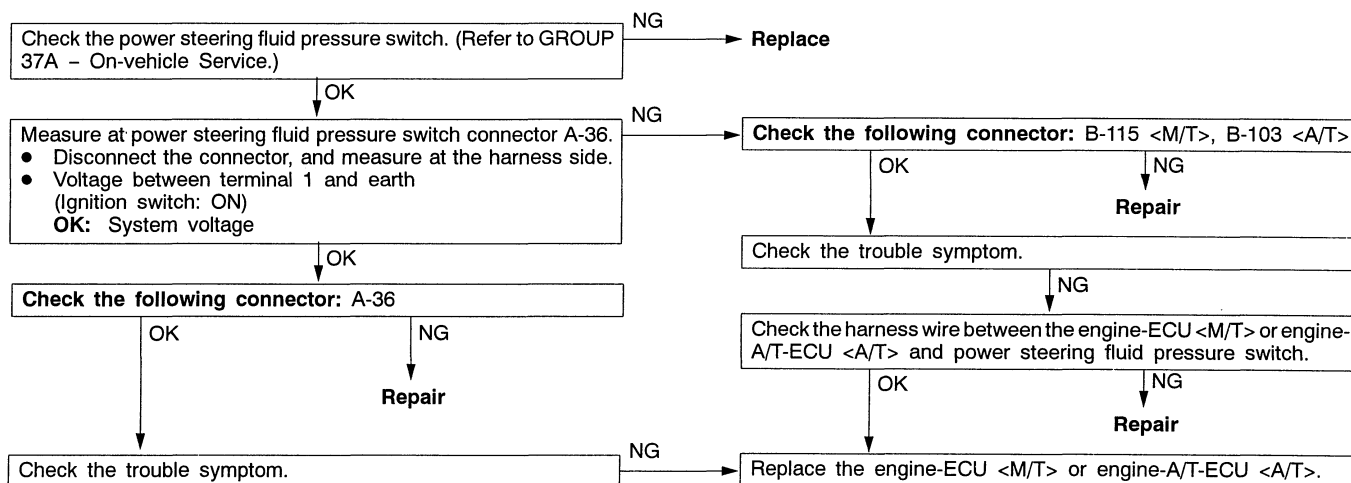 Check the power steering fluid pressure switch. (Refer to GROUP
37A – On-vehicle Service.)
NG
Replace
OK
Measure at power steering fluid pressure switch connector A-36.
● Disconnect the connector, and measure at the harness side.
● Voltage between terminal 1 and earth
(Ignition switch: ON)
OK: System voltage
NG
OK
Check the following connector: A-36
OK
NG
Repair
Check the trouble symptom.
NG
Check the following connector: B-115 <M/T>, B-103 <A/T>
OK
NG
Repair
Check the trouble symptom.
NG
Check the harness wire between the engine-ECU <M/T> or engine-
A/T-ECU <A/T> and power steering fluid pressure switch.
OK
NG
Repair
Replace the engine-ECU <M/T> or engine-A/T-ECU <A/T>.